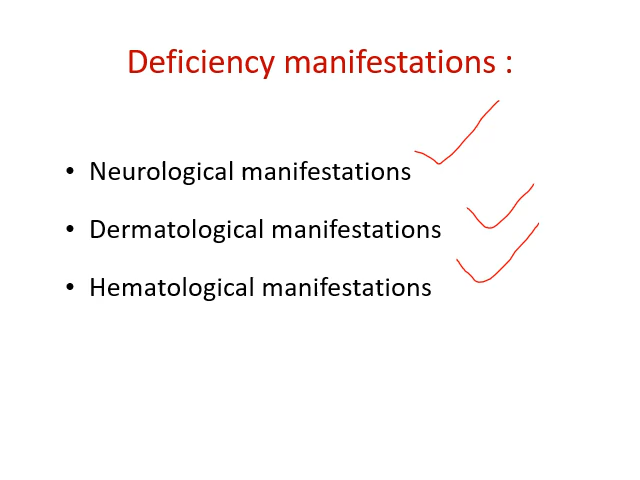 Deficiency manifestations :
• Neurological manifestations
• Dermatological manifestations
• Hematological manifestations